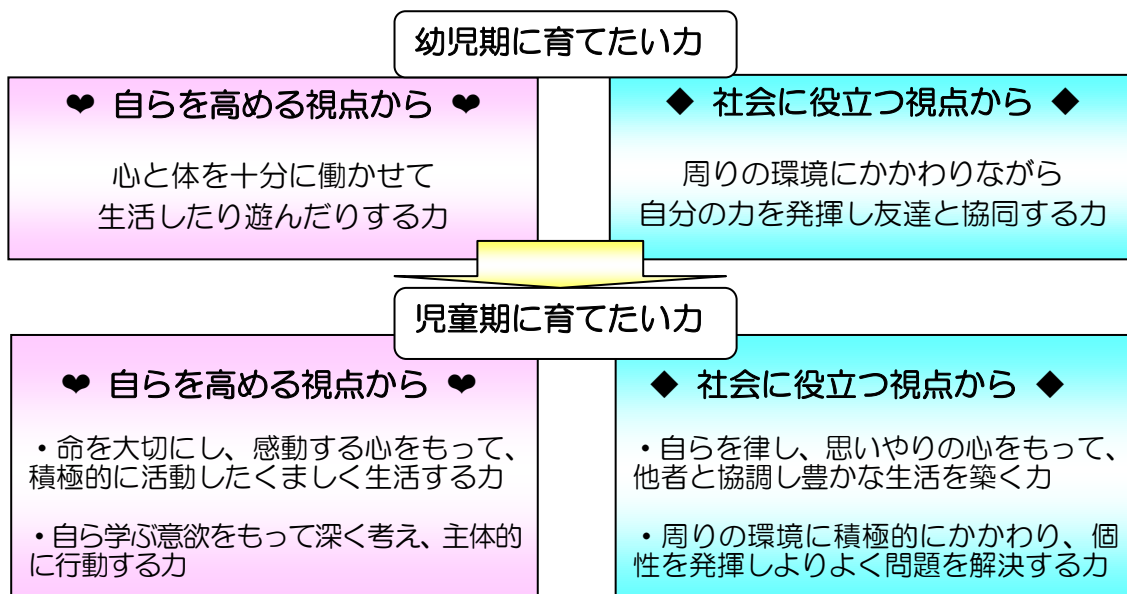 幼児期に育てたい力
❤ 自らを高める視点から ❤
心と体を十分に働かせて
生活したり遊んだりする力
◆ 社会に役立つ視点から ◆
周りの環境にかかわりながら
自分の力を発揮し友達と協同する力
児童期に育てたい力
❤ 自らを高める視点から ❤
・命を大切にし、感動する心をもって、
積極的に活動したくましく生活する力
・自ら学ぶ意欲をもって深く考え、主体的
に行動する力
◆ 社会に役立つ視点から ◆
・自らを律し、思いやりの心をもって、
他者と協調し豊かな生活を築く力
・周りの環境に積極的にかかわり、個
性を発揮しよりよく問題を解決する力